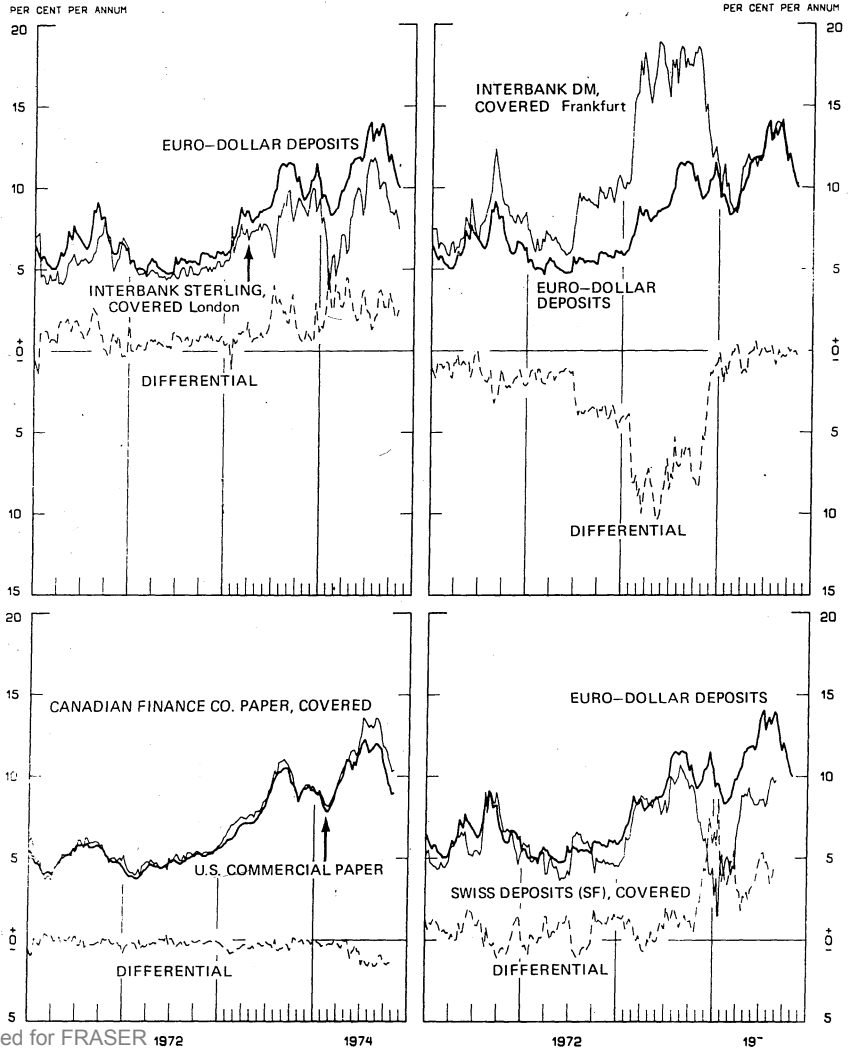 PER CENT PER ANNUM
PER CENT PER ANNUM
20
15
10
5
+
0
-
5
10
15
EURO-DOLLAR DEPOSITS
INTERBANK STERLING,
COVERED London
DIFFERENTIAL
INTERBANK DM,
COVERED Frankfurt
EURO-DOLLAR
DEPOSITS
DIFFERENTIAL
20
15
10
5
+
0
-
5
10
15
20
15
10
5
+
0
-
5
CANADIAN FINANCE CO. PAPER, COVERED
U.S. COMMERCIAL PAPER
DIFFERENTIAL
EURO-DOLLAR DEPOSITS
SWISS DEPOSITS (SF), COVERED
DIFFERENTIAL
20
15
10
5
+
0
-
5
ed for FRASER
1972
1974
1972
19